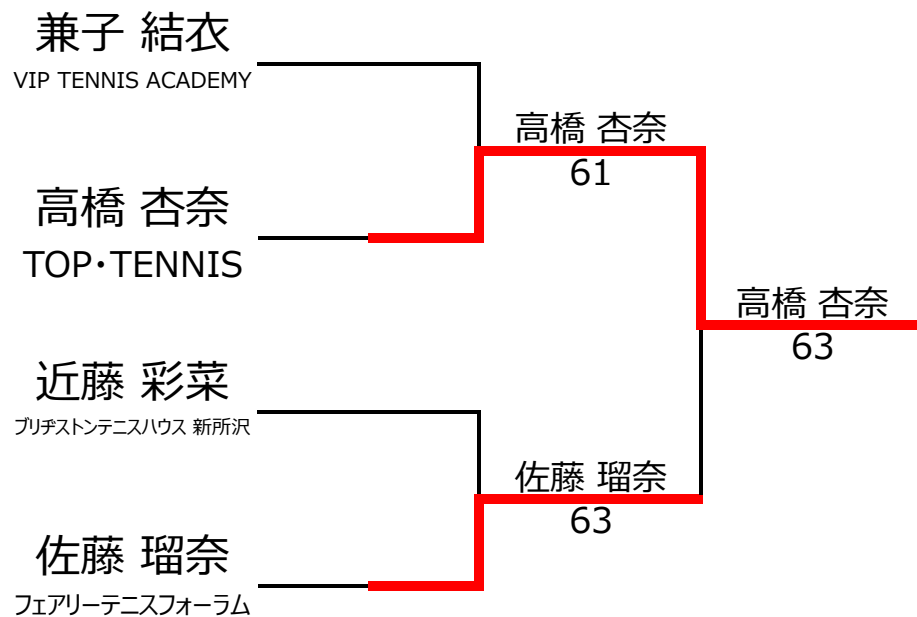 兼子 結衣
VIP TENNIS ACADEMY
高橋 杏奈
61
高橋 杏奈
TOP・TENNIS
高橋 杏奈
63
近藤 彩菜
ブリヂストンテニスハウス 新所沢
佐藤 瑠奈
63
佐藤 瑠奈
フェアリーテニスフォーラム